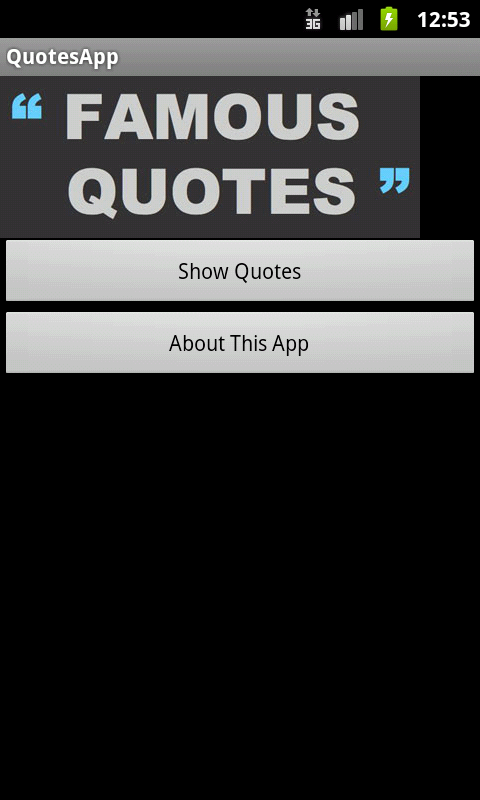 3G 12:53
QuotesApp
“ FAMOUS
QUOTES ”
Show Quotes
About This App